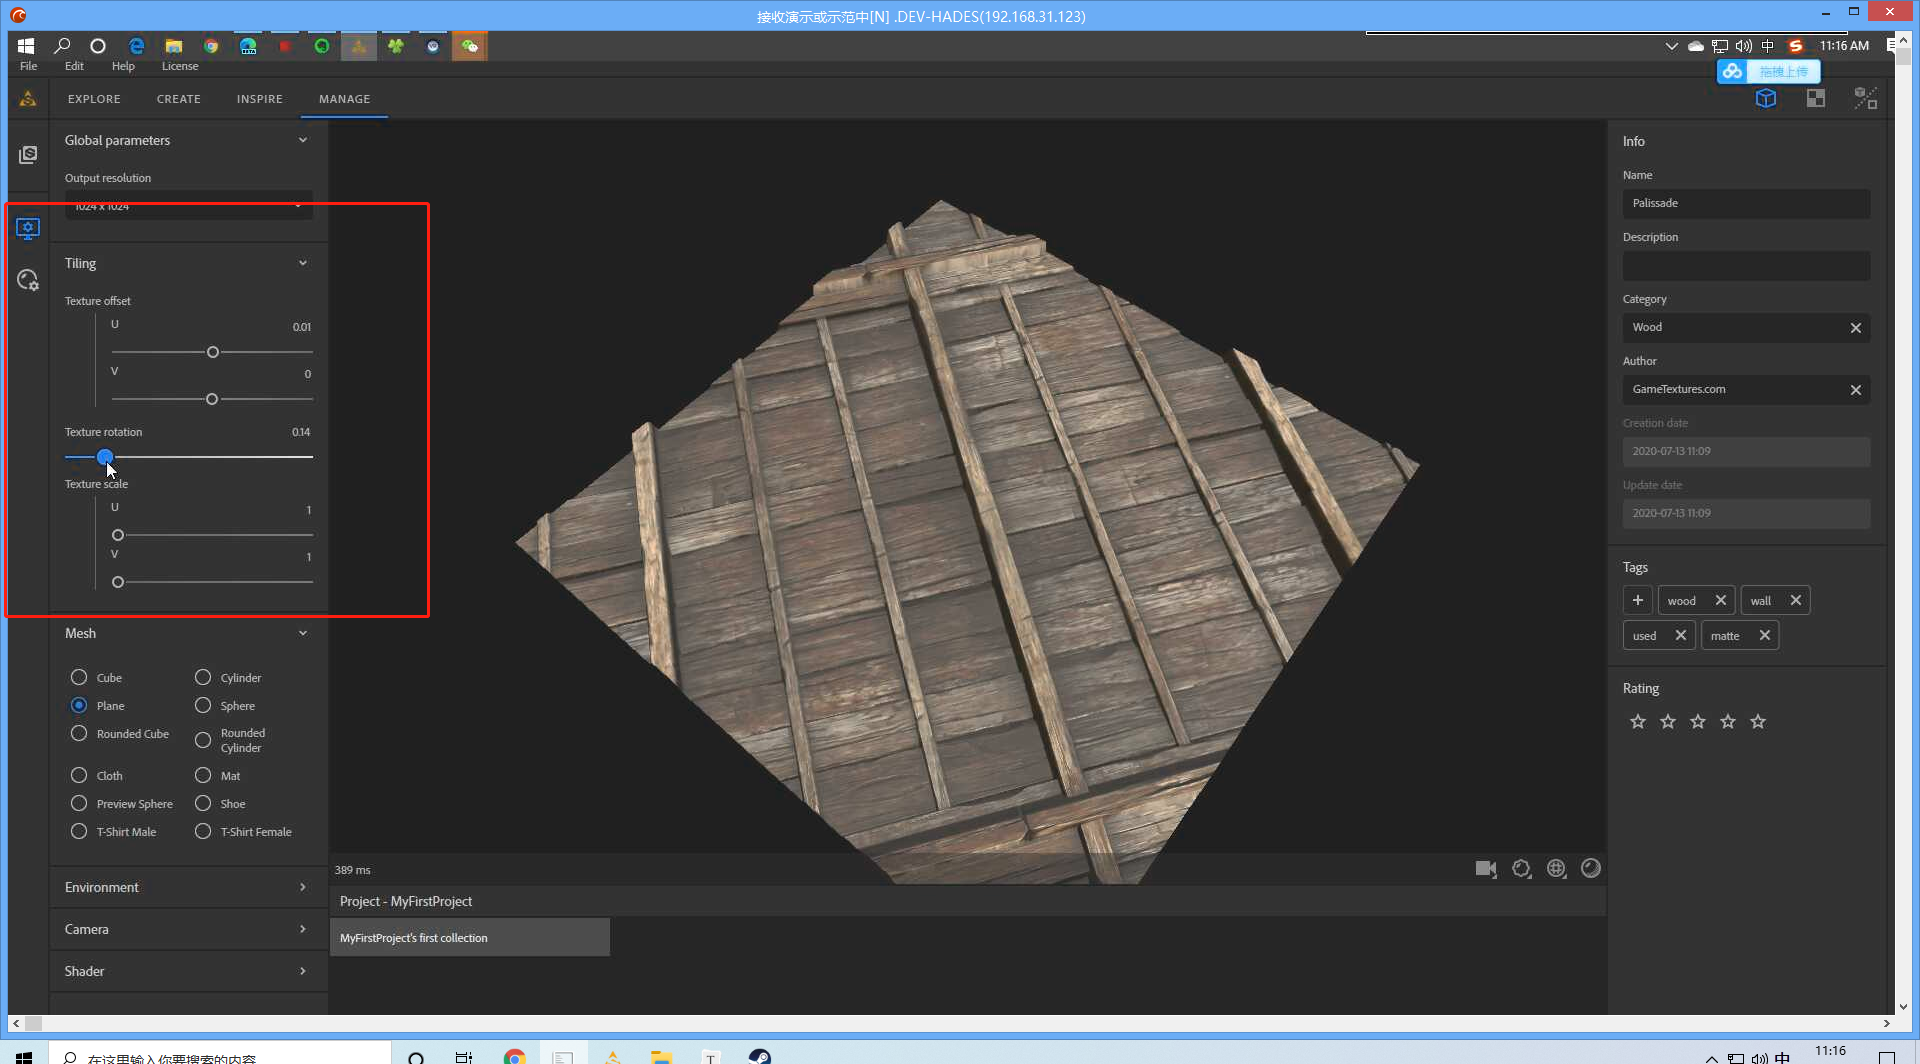 接收演示或示范中[N] .DEV-HADES(192.168.31.123)
中
11:16 AM
File Edit Help License
拖拽上传
EXPLORE CREATE INSPIRE MANAGE
Global parameters
Output resolution
1024 x 1024
Tiling
Texture offset
U
0.01
V
0
Texture rotation
0.14
Texture scale
U
1
V
1
Mesh
Cube
Cylinder
Plane
Sphere
Rounded Cube
Rounded
Cylinder
Cloth
Mat
Preview Sphere
Shoe
T-Shirt Male
T-Shirt Female
Environment
Camera
Shader
389 ms
Project - MyFirstProject
MyFirstProject's first collection
Info
Name
Palissade
Description
Category
Wood
Author
GameTextures.com
Creation date
2020-07-13 11:09
Update date
2020-07-13 11:09
Tags
wood
wall
used
matte
Rating
在这里输入你要搜索的内容
中
11:16